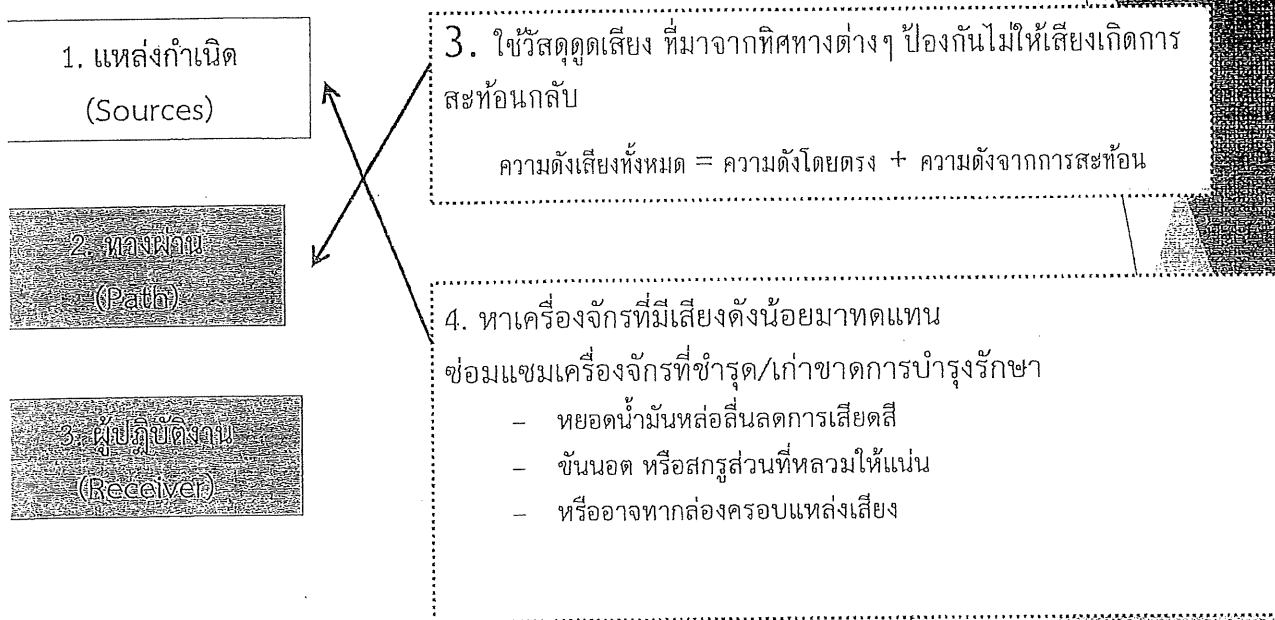 1. แหล่งกำเนิด
(Sources)
2. ทางผ่าน
(Path)
3. ผู้ปฏิบัติงาน
(Receiver)
3. ใช้วัสดุดูดเสียง ที่มาจากทิศทางต่างๆ ป้องกันไม่ให้เสียงเกิดการ
สะท้อนกลับ
ความดังเสียงทั้งหมด = ความดังโดยตรง + ความดังจากการสะท้อน
4. หาเครื่องจักรที่มีเสียงดังน้อยมาทดแทน
ซ่อมแซมเครื่องจักรที่ชำรุด/เก่าขาดการบำรุงรักษา
– หยอดน้ำมันหล่อลื่นลดการเสียดสี
– ขันนอต หรือสกรูส่วนที่หลวมให้แน่น
– หรืออาจหากล่องครอบแหล่งเสียง